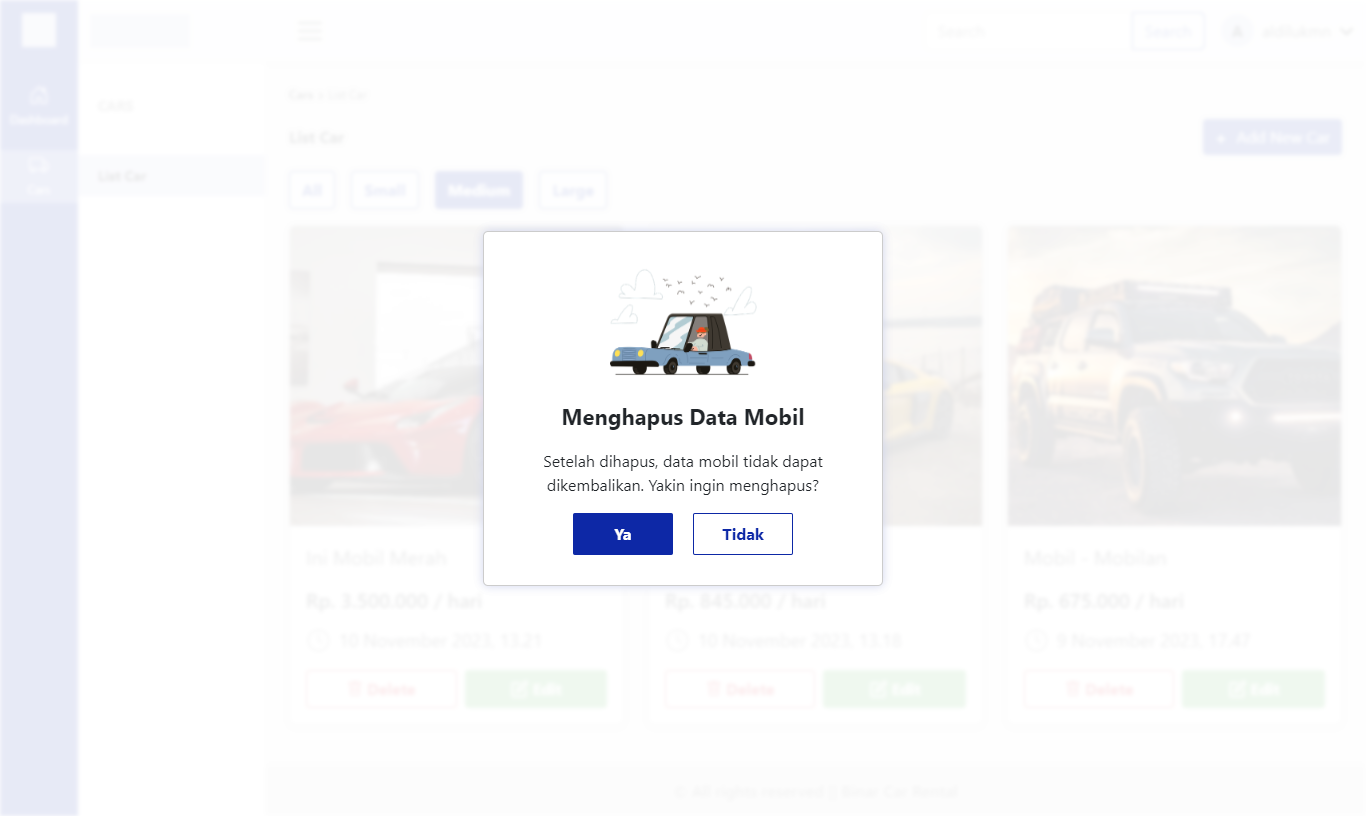 Search
Search
Dashboard
CARS
Cars
List Car
List Car
+ Add New Car
Cars
List Car
All
Small
Medium
Large
Menghapus Data Mobil
Setelah dihapus, data mobil tidak dapat
dikembalikan. Yakin ingin menghapus?
Ya
Tidak
Ini Mobil Merah
Rp. 3.500.000 / hari
10 November 2023, 13.21
Delete
Edit
Rp. 845.000 / hari
10 November 2023, 13.18
Delete
Edit
Mobil - Mobilan
Rp. 675.000 / hari
9 November 2023, 17.47
Delete
Edit
© All rights reserved || Binar Car Rental